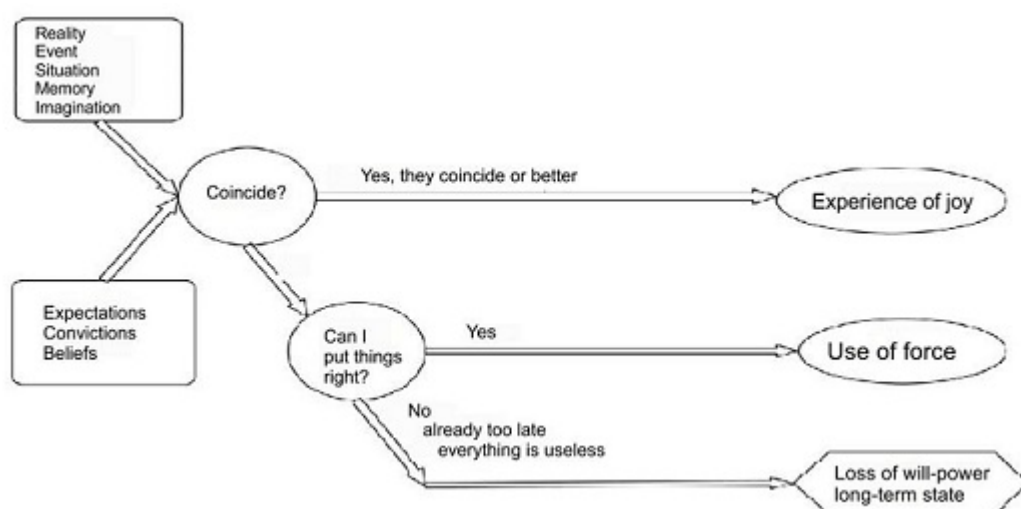 Reality
Event
Situation
Memory
Imagination
Coincide?
Yes, they coincide or better
Experience of joy
Expectations
Convictions
Beliefs
Can I
put things
right?
Yes
Use of force
No
already too late
everything is useless
Loss of will-power
long-term state